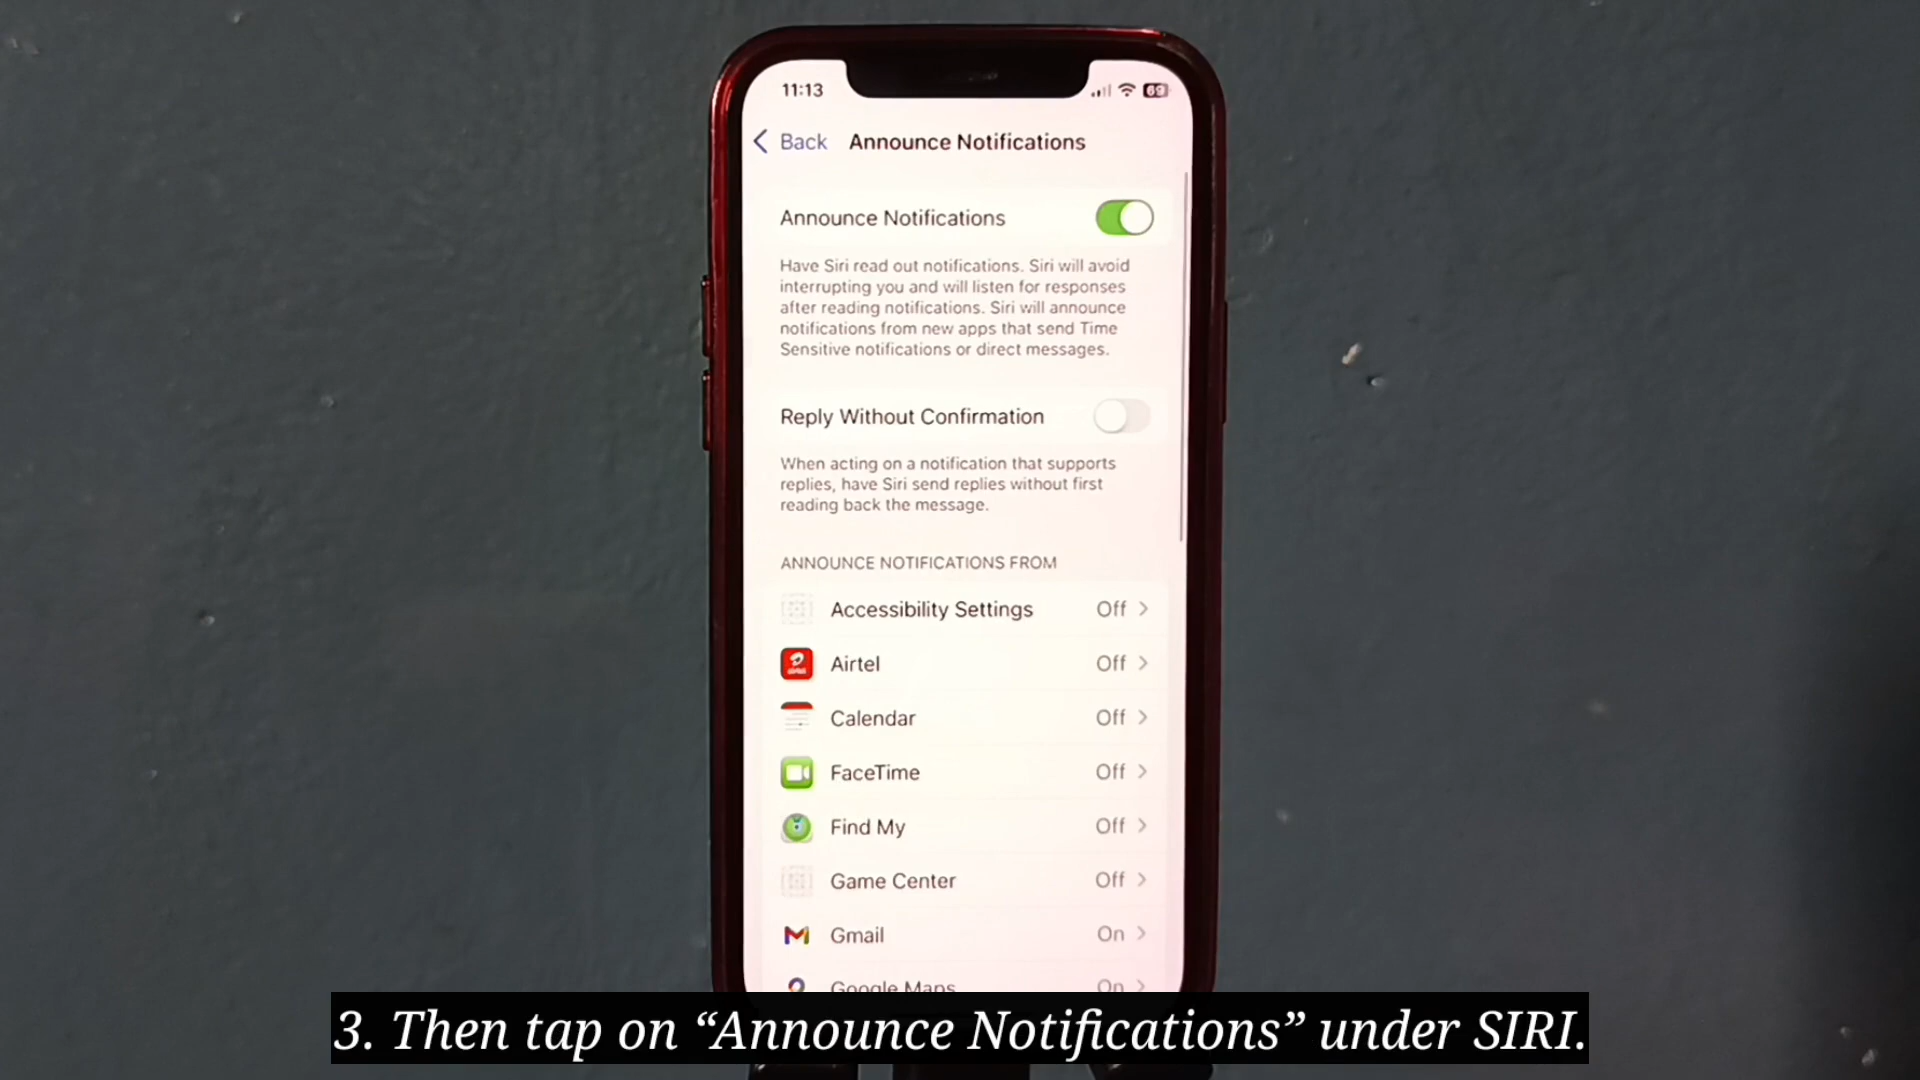 11:13
69
Back
Announce Notifications
Announce Notifications
Have Siri read out notifications. Siri will avoid
interrupting you and will listen for responses
after reading notifications. Siri will announce
notifications from new apps that send Time
Sensitive notifications or direct messages.
Reply Without Confirmation
When acting on a notification that supports
replies, have Siri send replies without first
reading back the message.
ANNOUNCE NOTIFICATIONS FROM
Accessibility Settings Off
Airtel Off
Calendar Off
FaceTime Off
Find My Off
Game Center Off
Gmail On
Google Maps On
3. Then tap on “Announce Notifications” under SIRI.